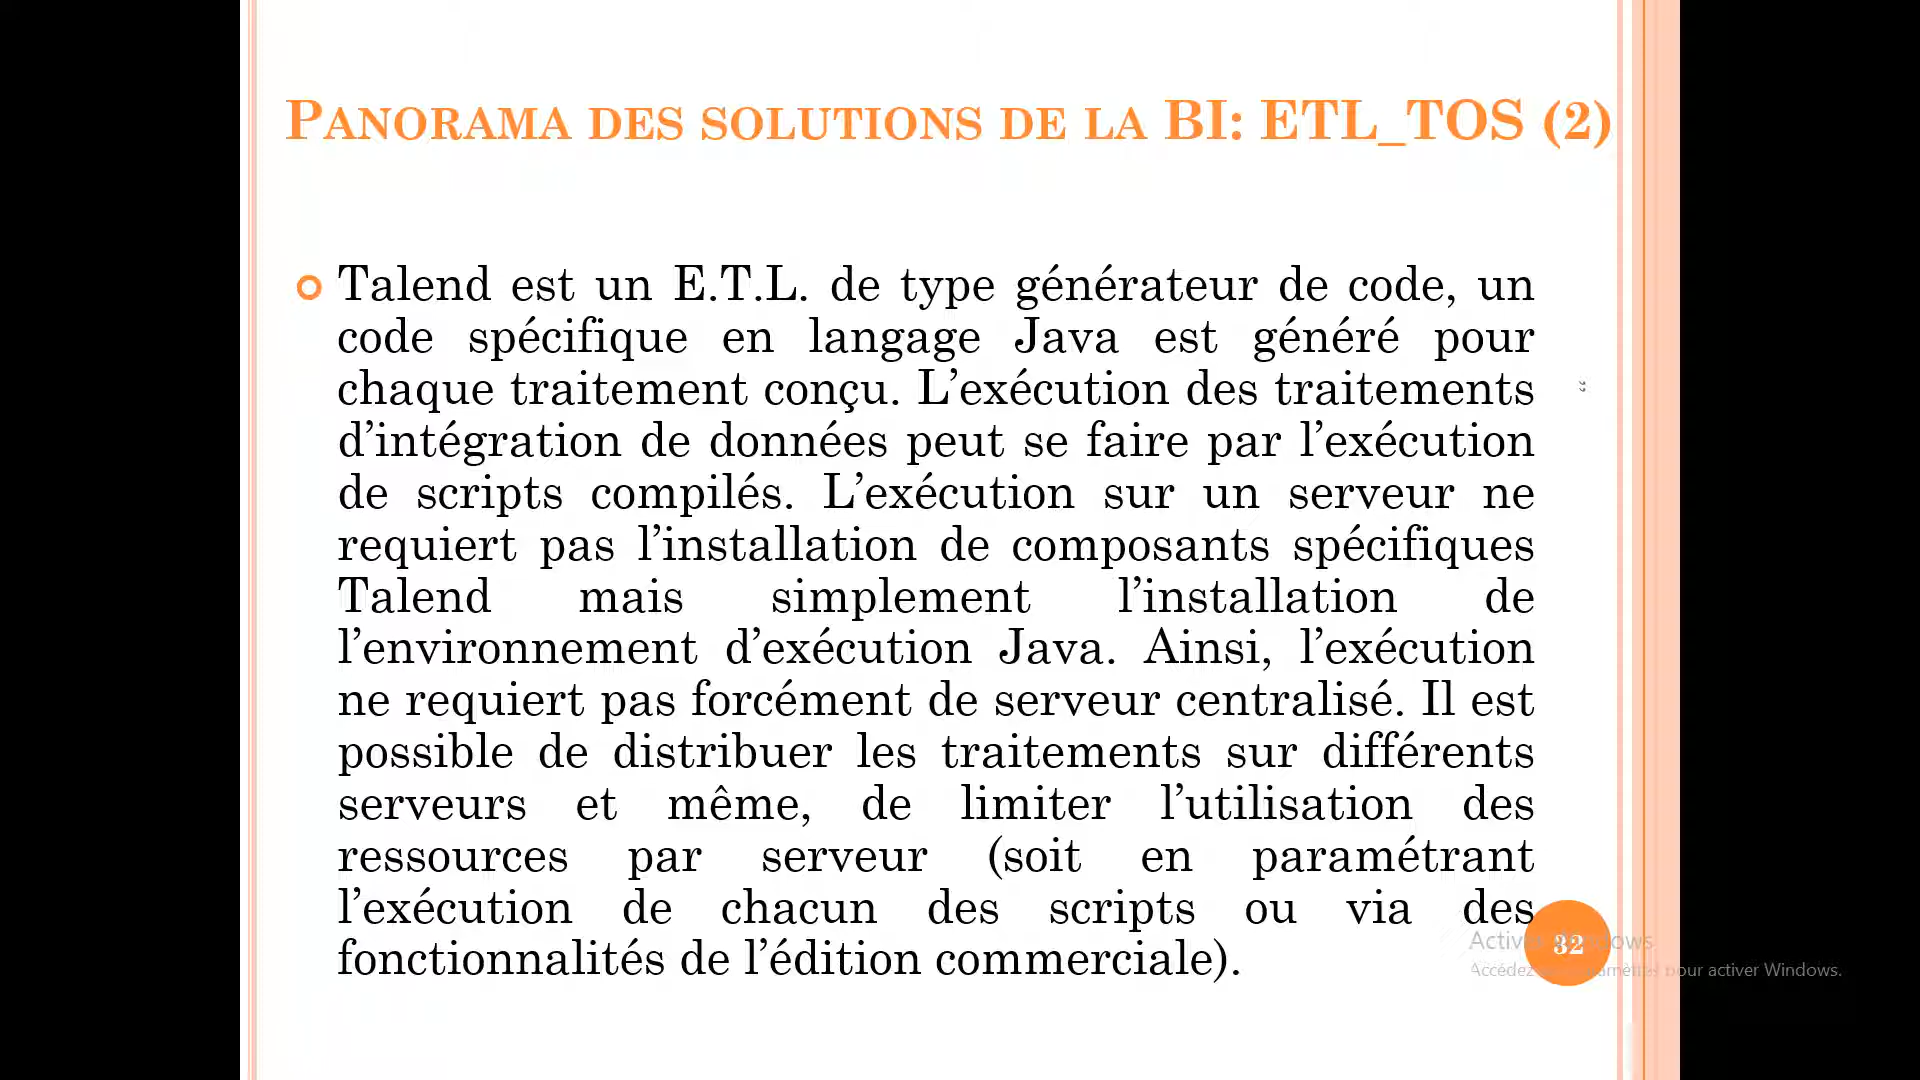 PANORAMA DES SOLUTIONS DE LA BI: ETL_TOS (2)
Talend est un E.T.L. de type générateur de code, un
code spécifique en langage Java est généré pour
chaque traitement conçu. L’exécution des traitements
d’intégration de données peut se faire par l’exécution
de scripts compilés. L’exécution sur un serveur ne
requiert pas l’installation de composants spécifiques
Talend mais simplement l’installation de
l’environnement d’exécution Java. Ainsi, l’exécution
ne requiert pas forcément de serveur centralisé. Il est
possible de distribuer les traitements sur différents
serveurs et même, de limiter l’utilisation des
ressources par serveur (soit en paramétrant
l’exécution de chacun des scripts ou via des
fonctionnalités de l’édition commerciale).
32
pour activer Windows.